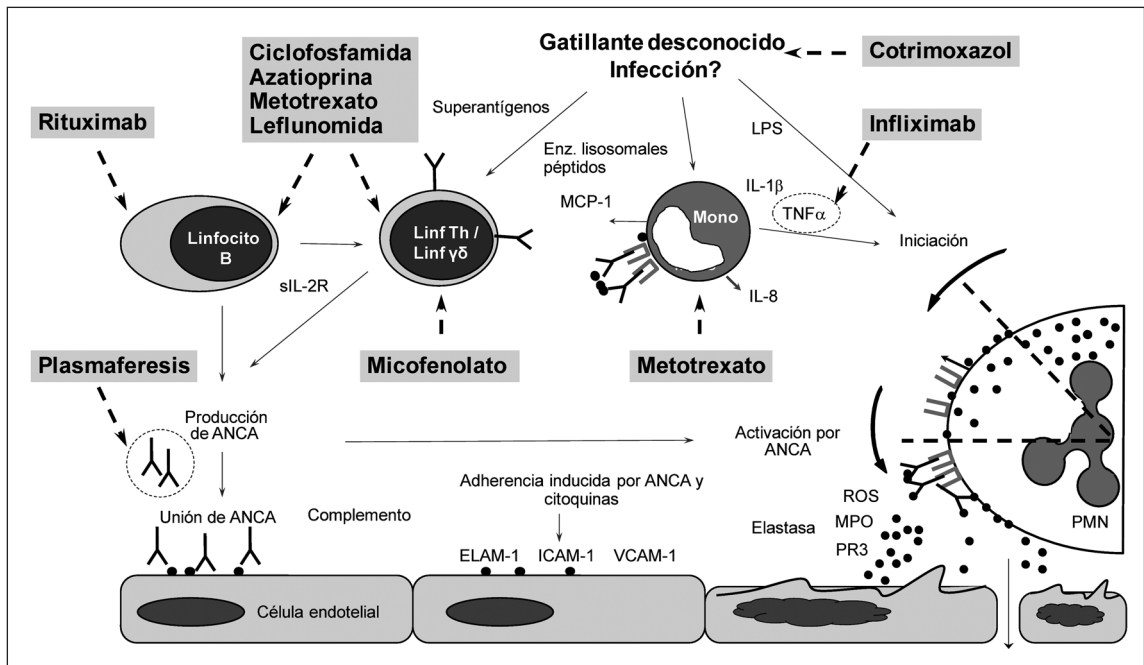 Ciclofosfamida
Azatioprina
Metotrexato
Leflunomida
Gatillante desconocido
Infección?
Cotrimoxazol
Rituximab
Superantígenos
LPS
Infliximab
Enz. lisosomales
péptidos
MCP-1
Mono
IL-1β
TNFα
Linfocito
B
Linf Th /
Linf γδ
Iniciación
sIL-2R
IL-8
Plasmaferesis
Micofenolato
Metotrexato
Producción
de ANCA
Activación por
ANCA
Adherencia inducida por ANCA y
citoquinas
Unión de ANCA
Complemento
ELAM-1
ICAM-1
VCAM-1
Elastasa
ROS
MPO
PR3
PMN
Célula endotelial